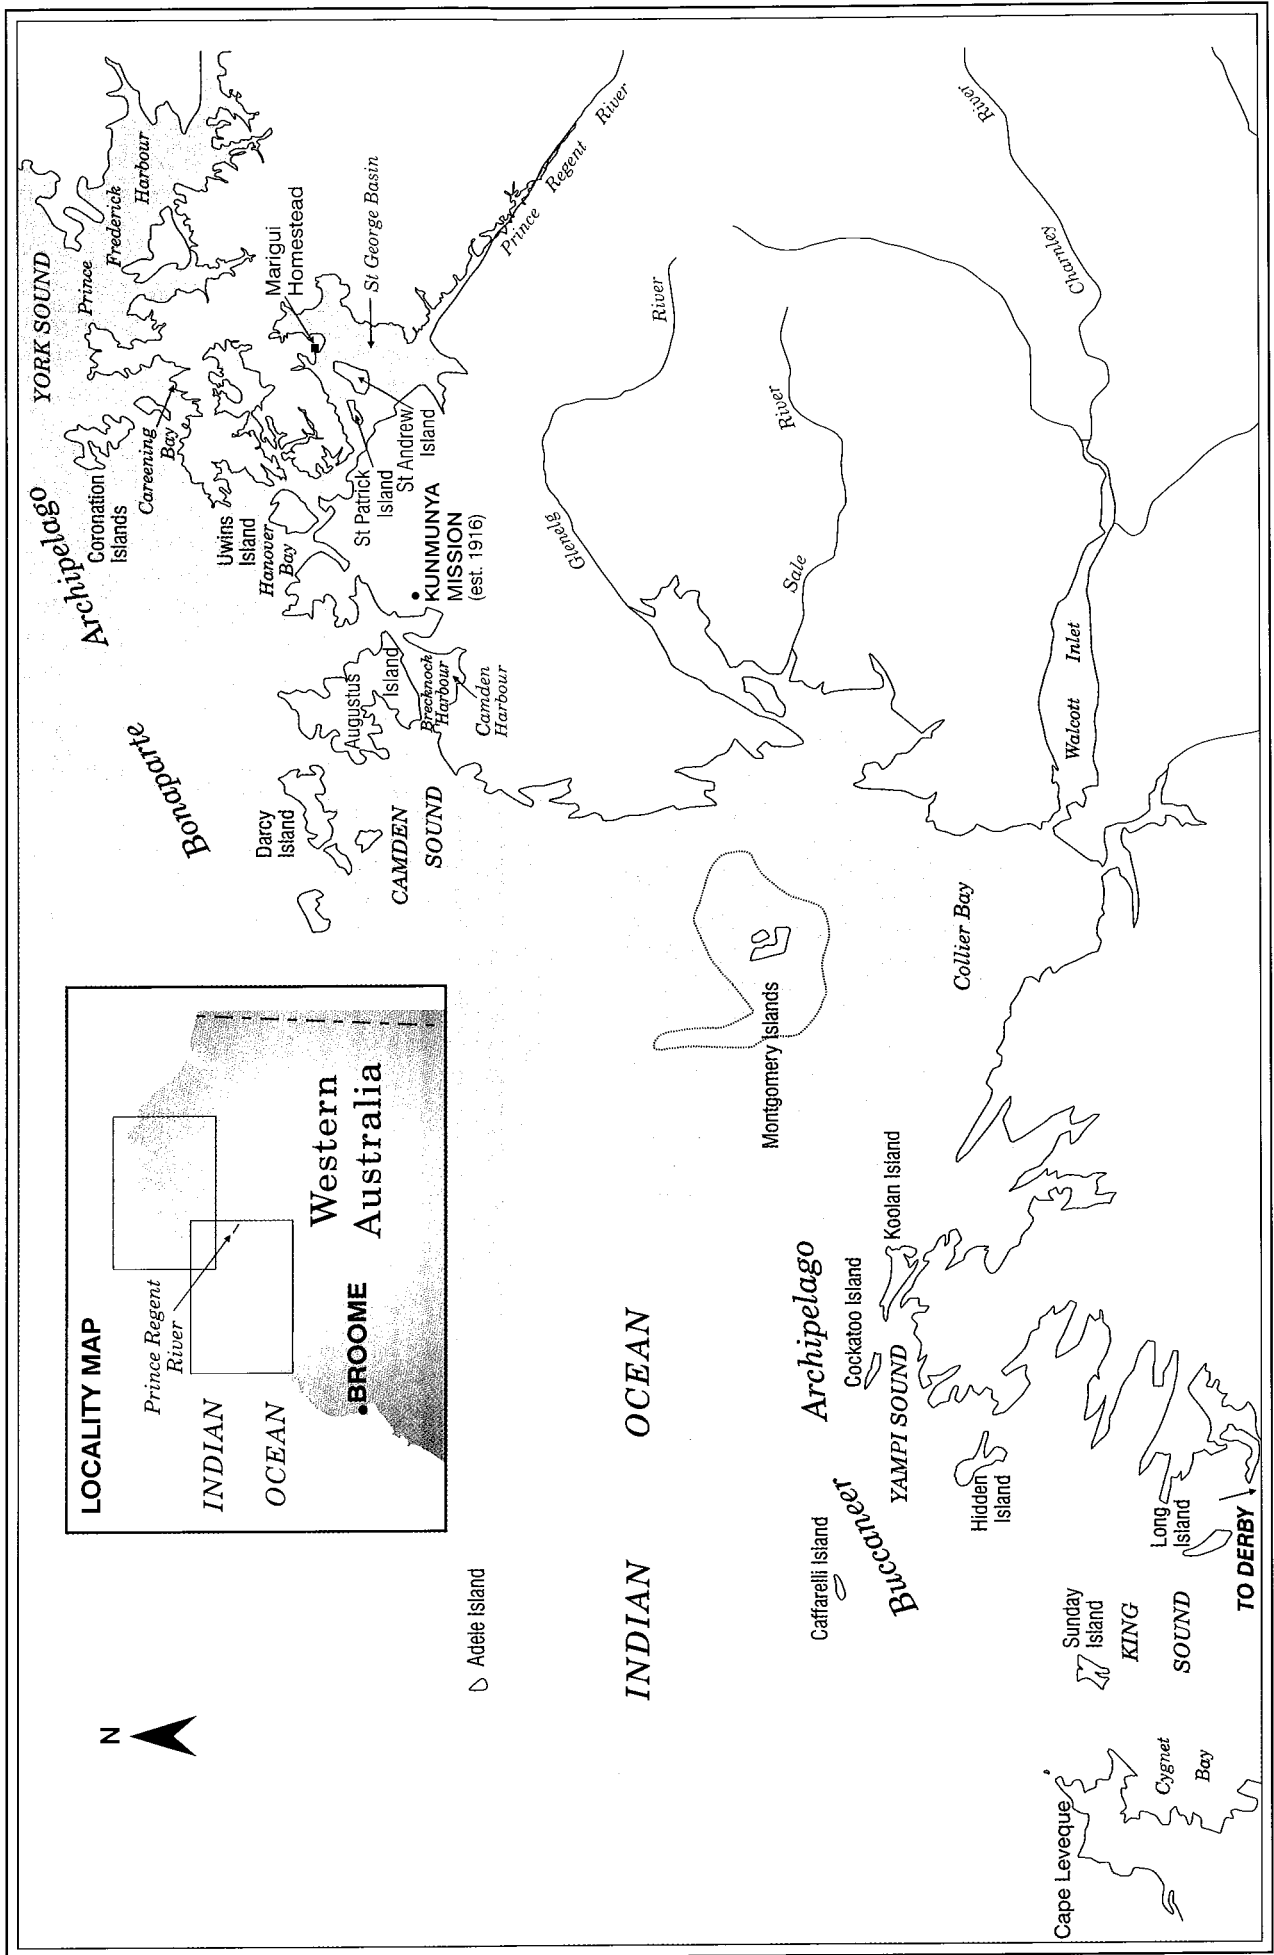 N
LOCALITY MAP
Prince Regent
River
INDIAN
OCEAN
•BROOME
Western
Australia
Bonaparte
Archipelago
YORK SOUND
Coronation
Islands
Careening
Bay
Prince
Frederick
Harbour
Uwins
Island
Hanover
Bay
Marigui
Homestead
St George Basin
St Patrick
Island
St Andrew
Island
KUNMUNYA
MISSION
(est. 1916)
Prince Regent River
Darcy
Island
Augustus
Island
Brecknock
Harbour
Camden
Harbour
CAMDEN
SOUND
Adele Island
INDIAN OCEAN
Glenelg River
Sale River
Montgomery Islands
Caffarelli Island
Buccaneer
Archipelago
Cockatoo Island
Koolan Island
YAMPI SOUND
Collier Bay
Charnley River
Walcott Inlet
Hidden
Island
Cape Leveque
Sunday
Island
KING
SOUND
Cygnet
Bay
Long
Island
TO DERBY